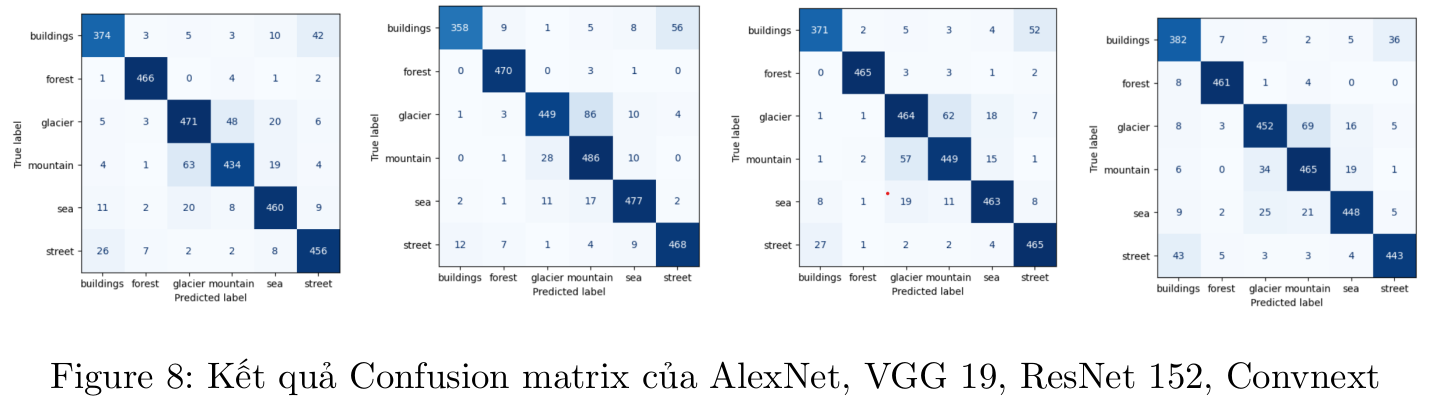 buildings 374 3 5 3 10 42
forest 1 466 0 4 1 2
glacier 5 3 471 48 20 6
mountain 4 1 63 434 19 4
sea 11 2 20 8 460 9
street 26 7 2 2 8 456
True label
buildings forest glacier mountain sea street
Predicted label
buildings 358 9 1 5 8 56
forest 0 470 0 3 1 0
glacier 1 3 449 86 10 4
mountain 0 1 28 486 10 0
sea 2 1 11 17 477 2
street 12 7 1 4 9 468
True label
buildings forest glacier mountain sea street
Predicted label
buildings 371 2 5 3 4 52
forest 0 465 3 3 1 2
glacier 1 1 464 62 18 7
mountain 1 2 57 449 15 1
sea 8 1 19 11 463 8
street 27 1 2 2 4 465
True label
buildings forest glacier mountain sea street
Predicted label
buildings 382 7 5 2 5 36
forest 8 461 1 4 0 0
glacier 8 3 452 69 16 5
mountain 6 0 34 465 19 1
sea 9 2 25 21 448 5
street 43 5 3 3 4 443
True label
buildings forest glacier mountain sea street
Predicted label
Figure 8: Kết quả Confusion matrix của AlexNet, VGG 19, ResNet 152, Convnext